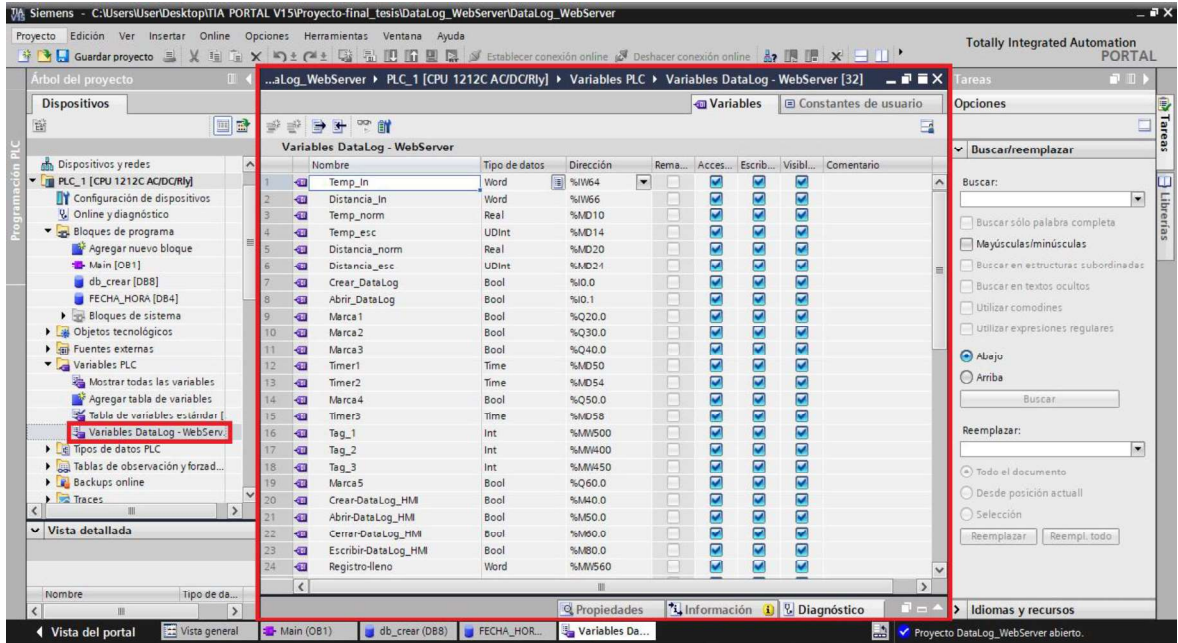 Siemens - C:\Users\User\Desktop\TIA PORTAL V15\Proyecto-final_tesis\DataLog_WebServer\DataLog_WebServer
Proyecto Edición Ver Insertar Online Opciones Herramientas Ventana Ayuda
Totally Integrated Automation
PORTAL
Guardar proyecto
Establecer conexión online
Deshacer conexión online
Árbol del proyecto
...aLog_WebServer PLC_1 [CPU 1212C AC/DC/Rly] Variables PLC Variables DataLog - WebServer [32]
Tareas
Dispositivos
Variables
Constantes de usuario
Opciones
Programación PLC
Dispositivos y redes
PLC_1 [CPU 1212C AC/DC/Rly]
Configuración de dispositivos
Online y diagnóstico
Bloques de programa
Agregar nuevo bloque
Main [OB1]
db_crear [DB8]
FECHA_HORA [DB4]
Bloques de sistema
Objetos tecnológicos
Fuentes externas
Variables PLC
Mostrar todas las variables
Agregar tabla de variables
Tabla de variables estándar [
Variables DataLog - WebServ.
Tipos de datos PLC
Tablas de observación y forzad...
Backups online
Traces
Vista detallada
Nombre Tipo de da...
Variables DataLog - WebServer
Nombre Tipo de datos Dirección Rema... Acces... Escrib... Visibl... Comentario
1 Temp_In Word %IW64
2 Distancia_In Word %IW66
3 Temp_norm Real %MD10
4 Temp_esc UDInt %MD14
5 Distancia_norm Real %MD20
6 Distancia_esc UDInt %MD24
7 Crear_DataLog Bool %I0.0
8 Abrir_DataLog Bool %I0.1
9 Marca1 Bool %Q20.0
10 Marca2 Bool %Q30.0
11 Marca3 Bool %Q40.0
12 Timer1 Time %MD50
13 Timer2 Time %MD54
14 Marca4 Bool %Q50.0
15 Timer3 Time %MD58
16 Tag_1 Int %MW500
17 Tag_2 Int %MW400
18 Tag_3 Int %MW450
19 Marca5 Bool %Q60.0
20 Crear-DataLog_HMI Bool %M40.0
21 Abrir-DataLog_HMI Bool %M50.0
22 Cerrar-DataLog_HMI Bool %M60.0
23 Escribir-DataLog_HMI Bool %M80.0
24 Registro-lleno Word %MW560
Propiedades
Información
Diagnóstico
Buscar/reemplazar
Buscar:
Buscar sólo palabra completa
Mayúsculas/minúsculas
Buscar en estructuras subordinadas
Buscar en textos ocultos
Utilizar comodines
Utilizar expresiones regulares
Abajo
Arriba
Buscar
Reemplazar:
Todo el documento
Desde posición actuall
Selección
Reemplazar
Reempl. todo
Idiomas y recursos
Tareas
Librerías
Vista del portal
Vista general
Main (OB1)
db_crear (DB8)
FECHA_HOR...
Variables Da...
Proyecto DataLog_WebServer abierto.